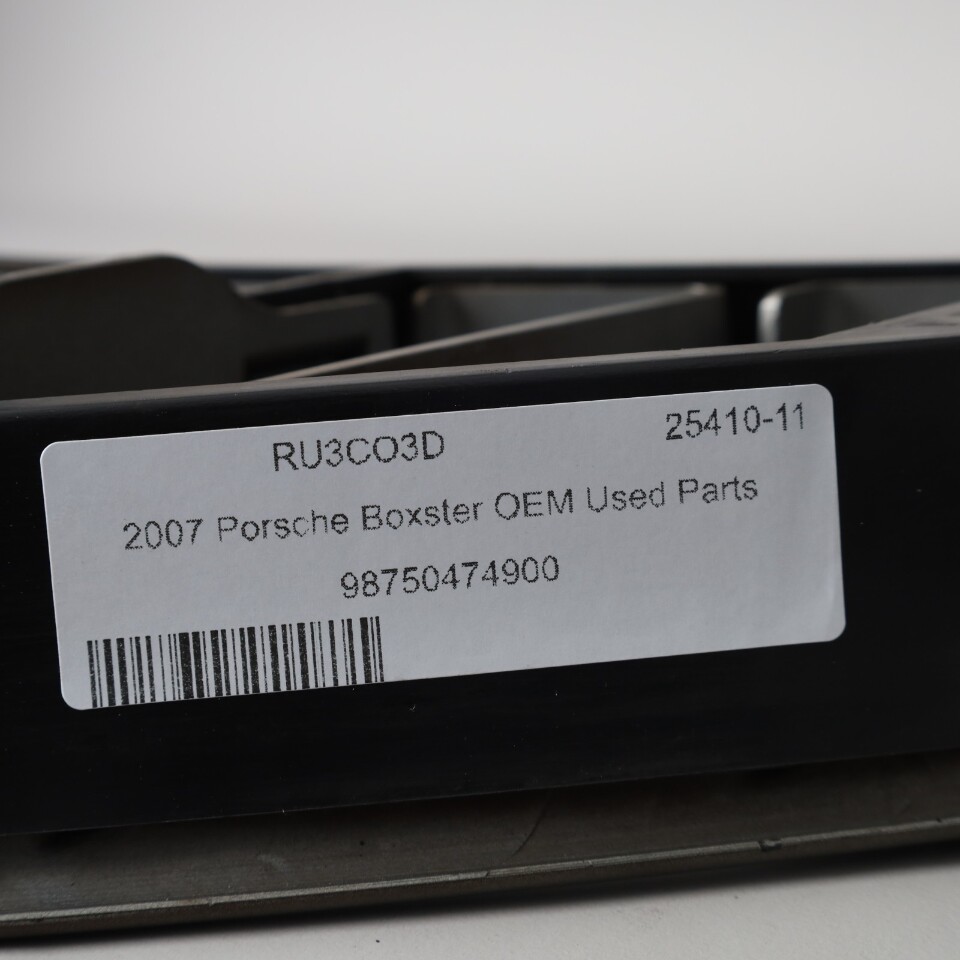 RU3CO3D 25410-11
2007 Porsche Boxster OEM Used Parts
98750474900